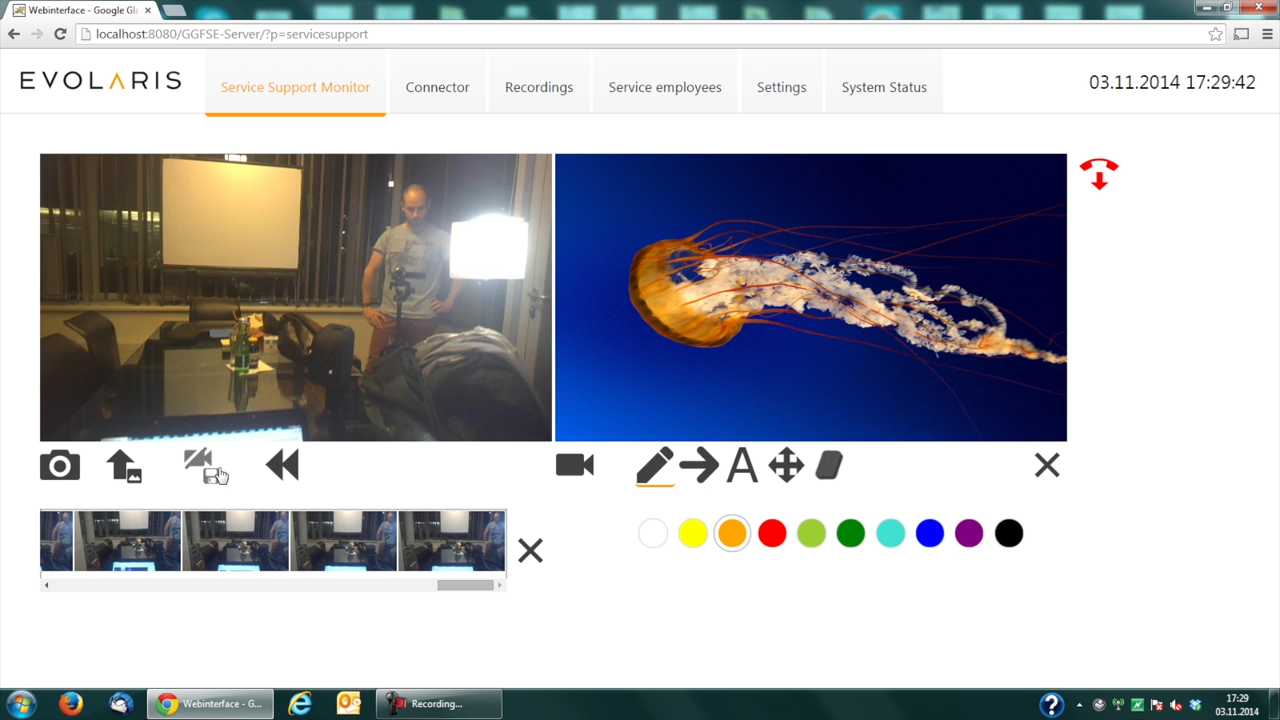 Webinterface - Google Gla
localhost:8080/GGFSE-Server/?p=servicesupport
EVOLARIS
Service Support Monitor
Connector
Recordings
Service employees
Settings
System Status
03.11.2014 17:29:42
A
Webinterface - G...
Recording...
?
17:29
03.11.2014